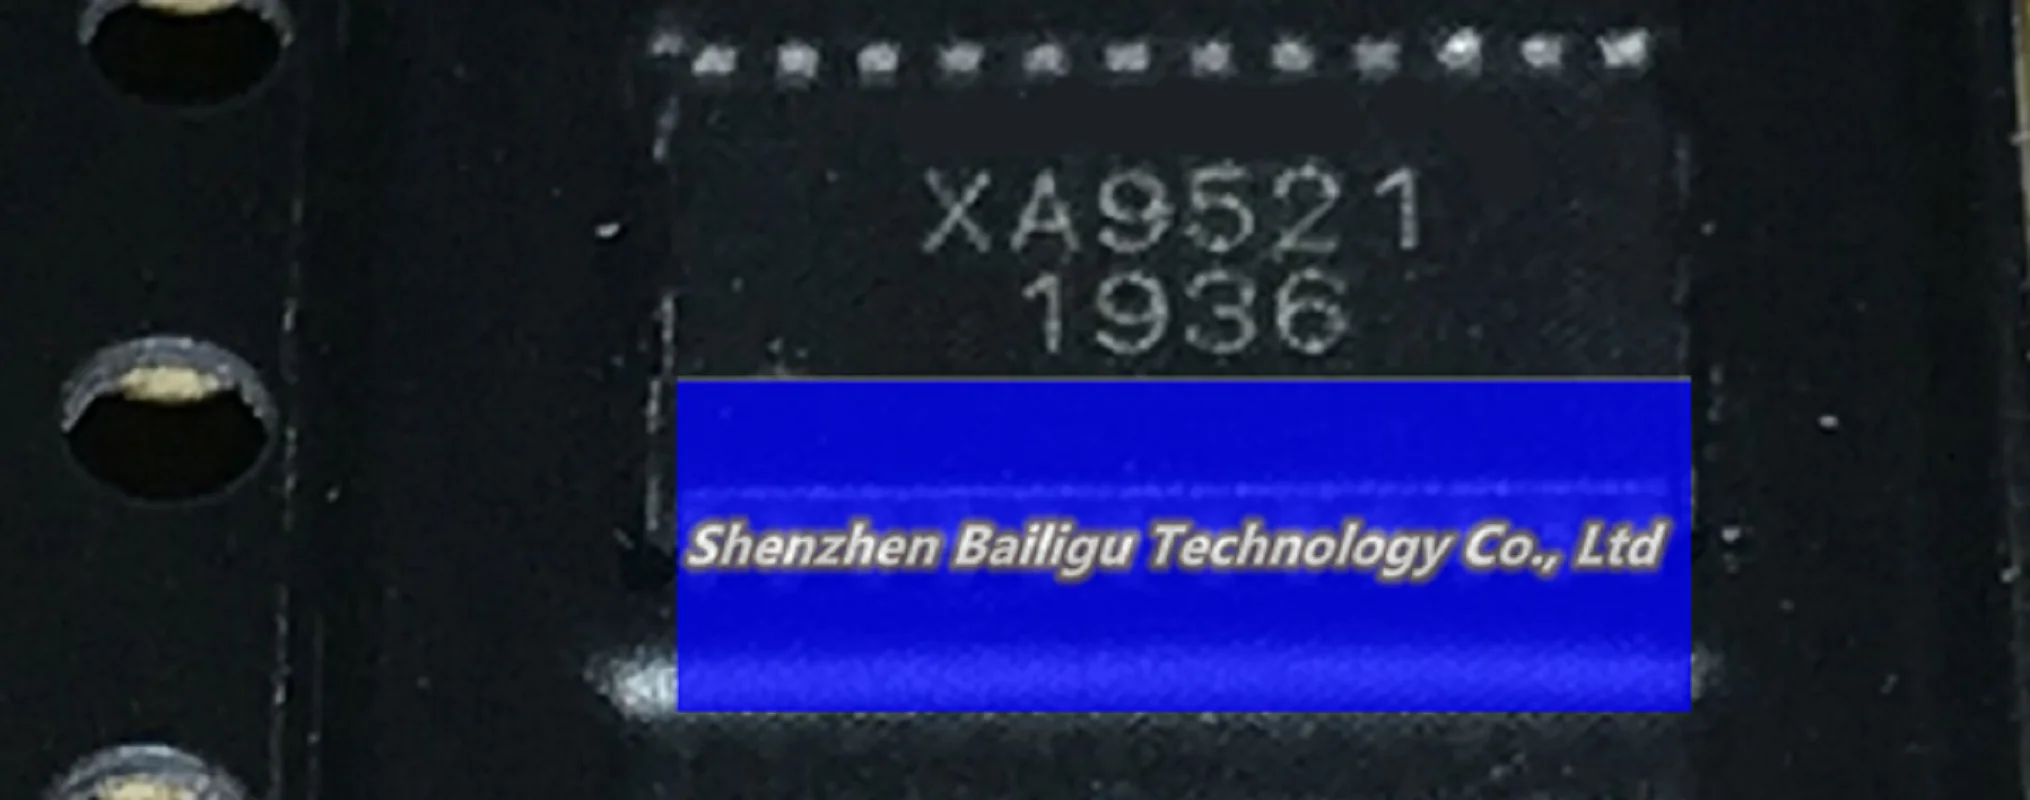 XA9521
1936
Shenzhen Bailigu Technology Co., Ltd